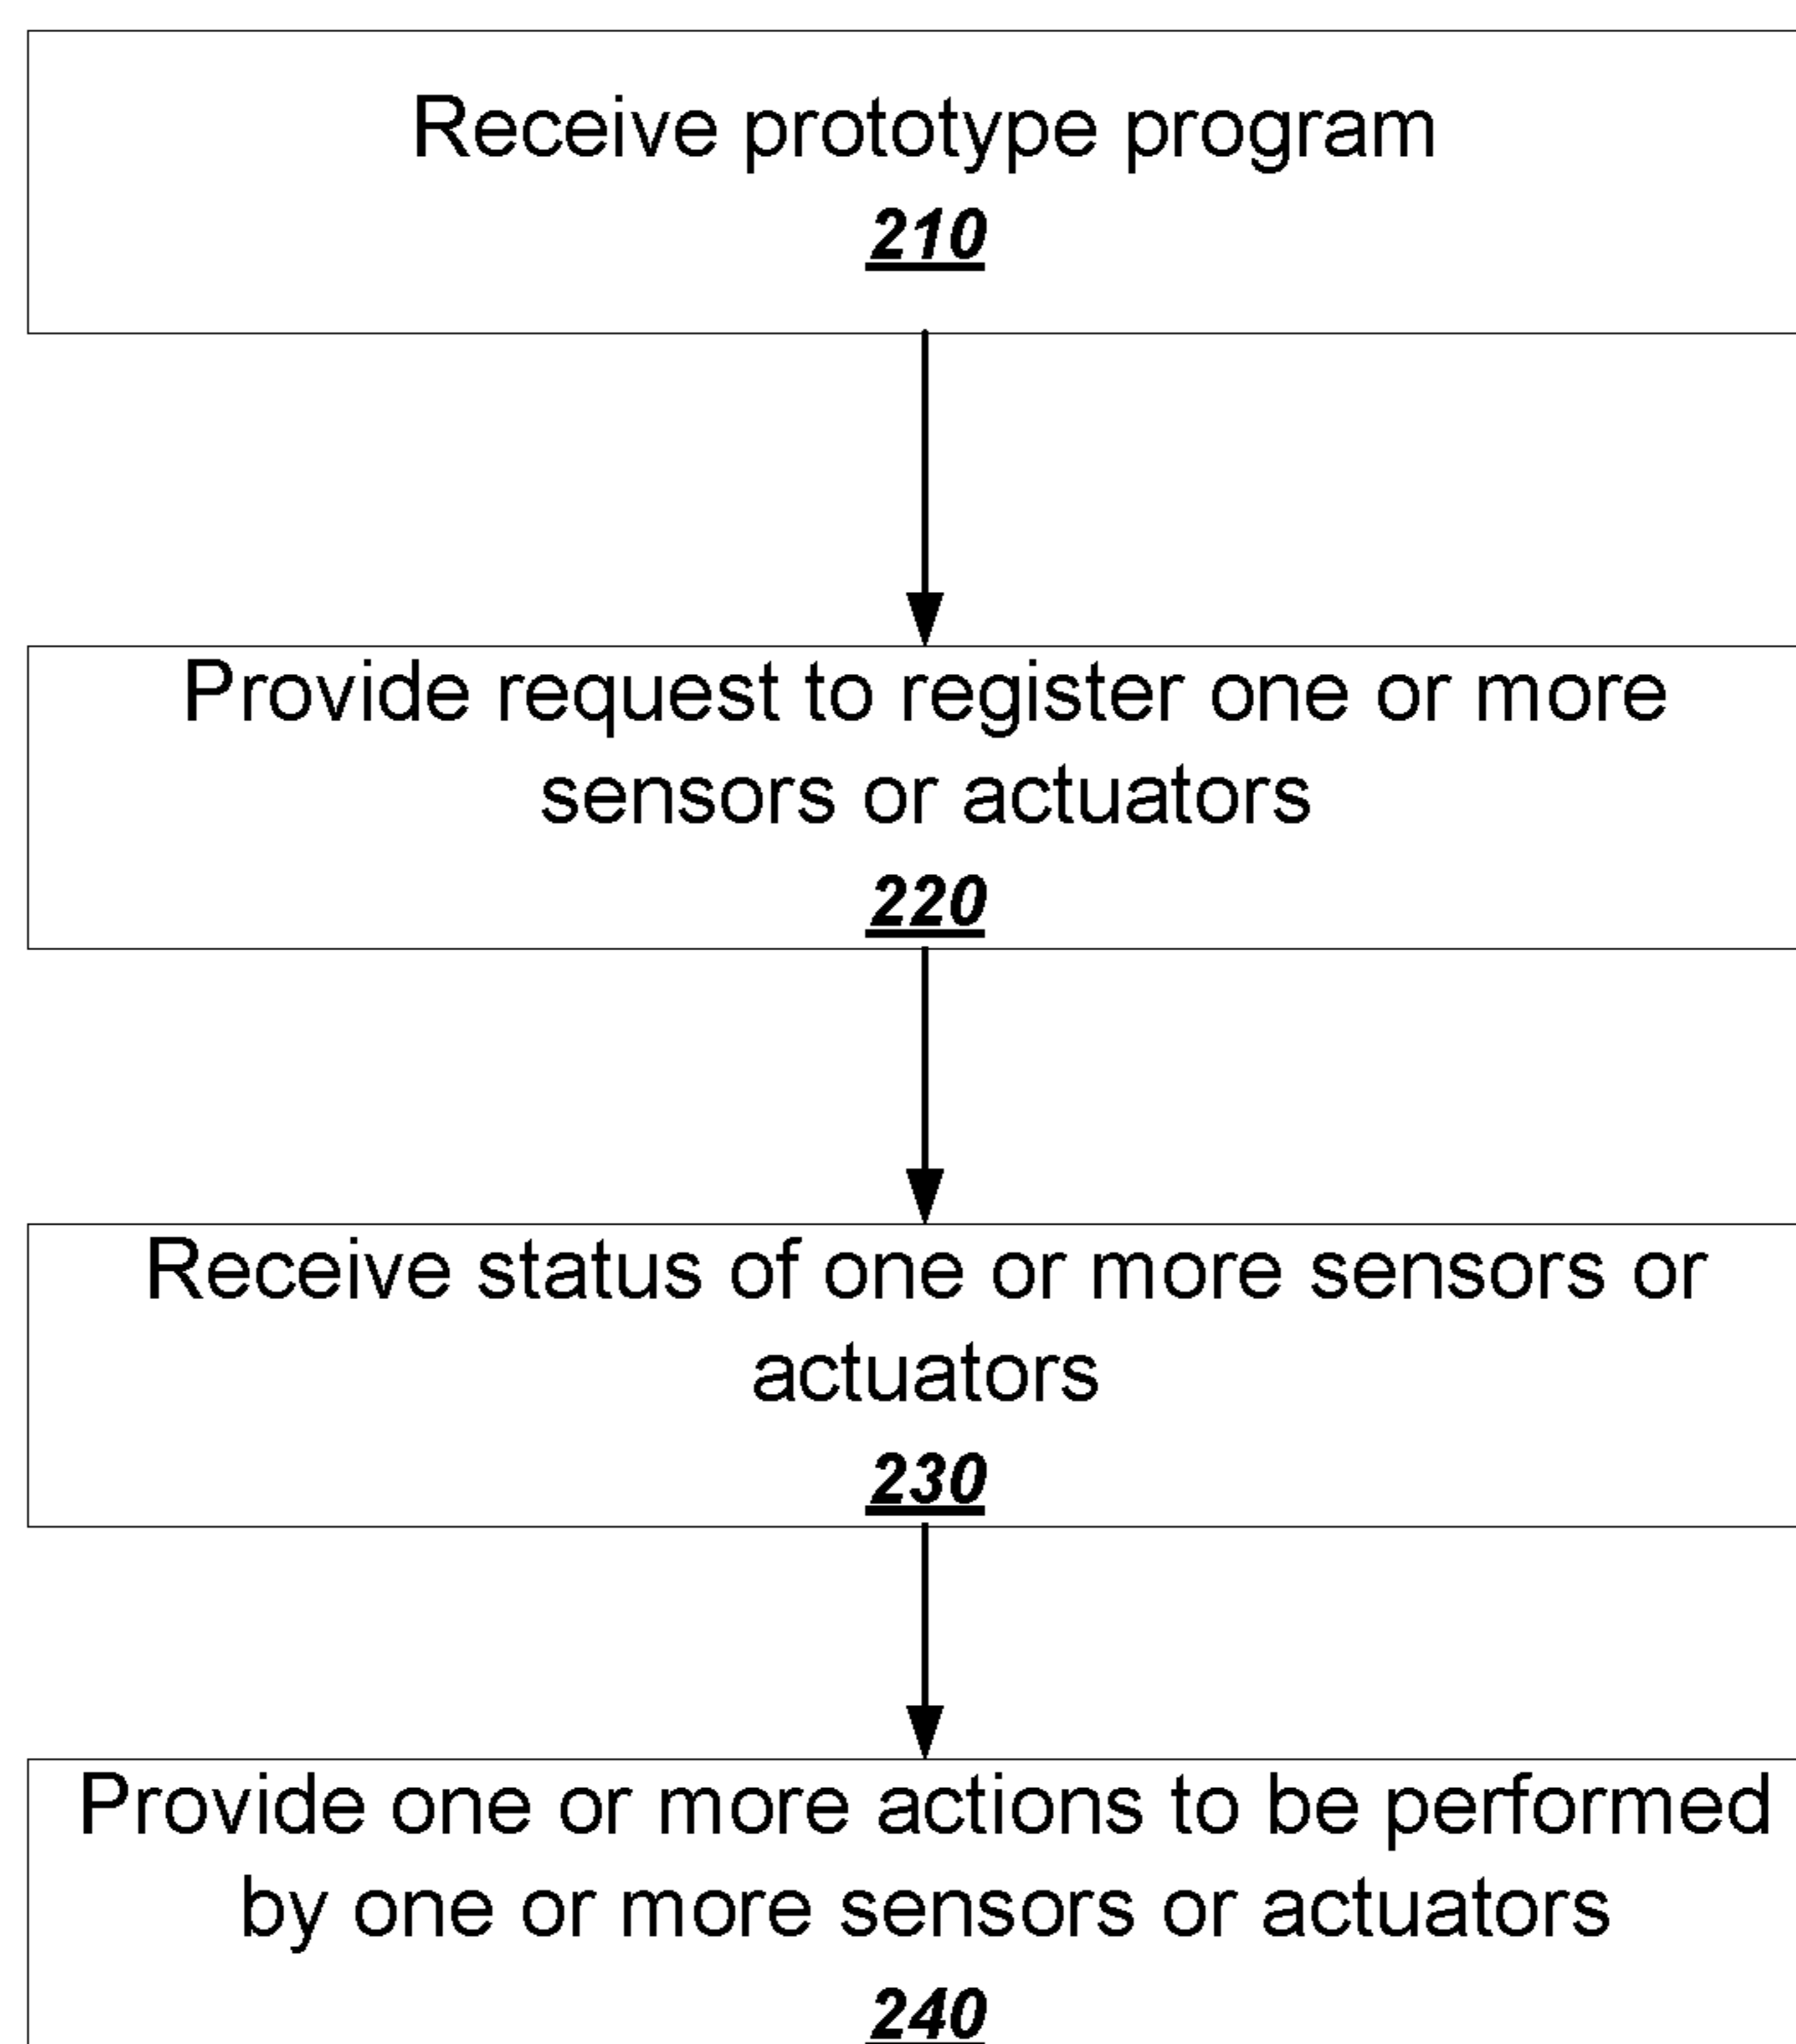 Receive prototype program
210
Provide request to register one or more
sensors or actuators
220
Receive status of one or more sensors or
actuators
230
Provide one or more actions to be performed
by one or more sensors or actuators
240